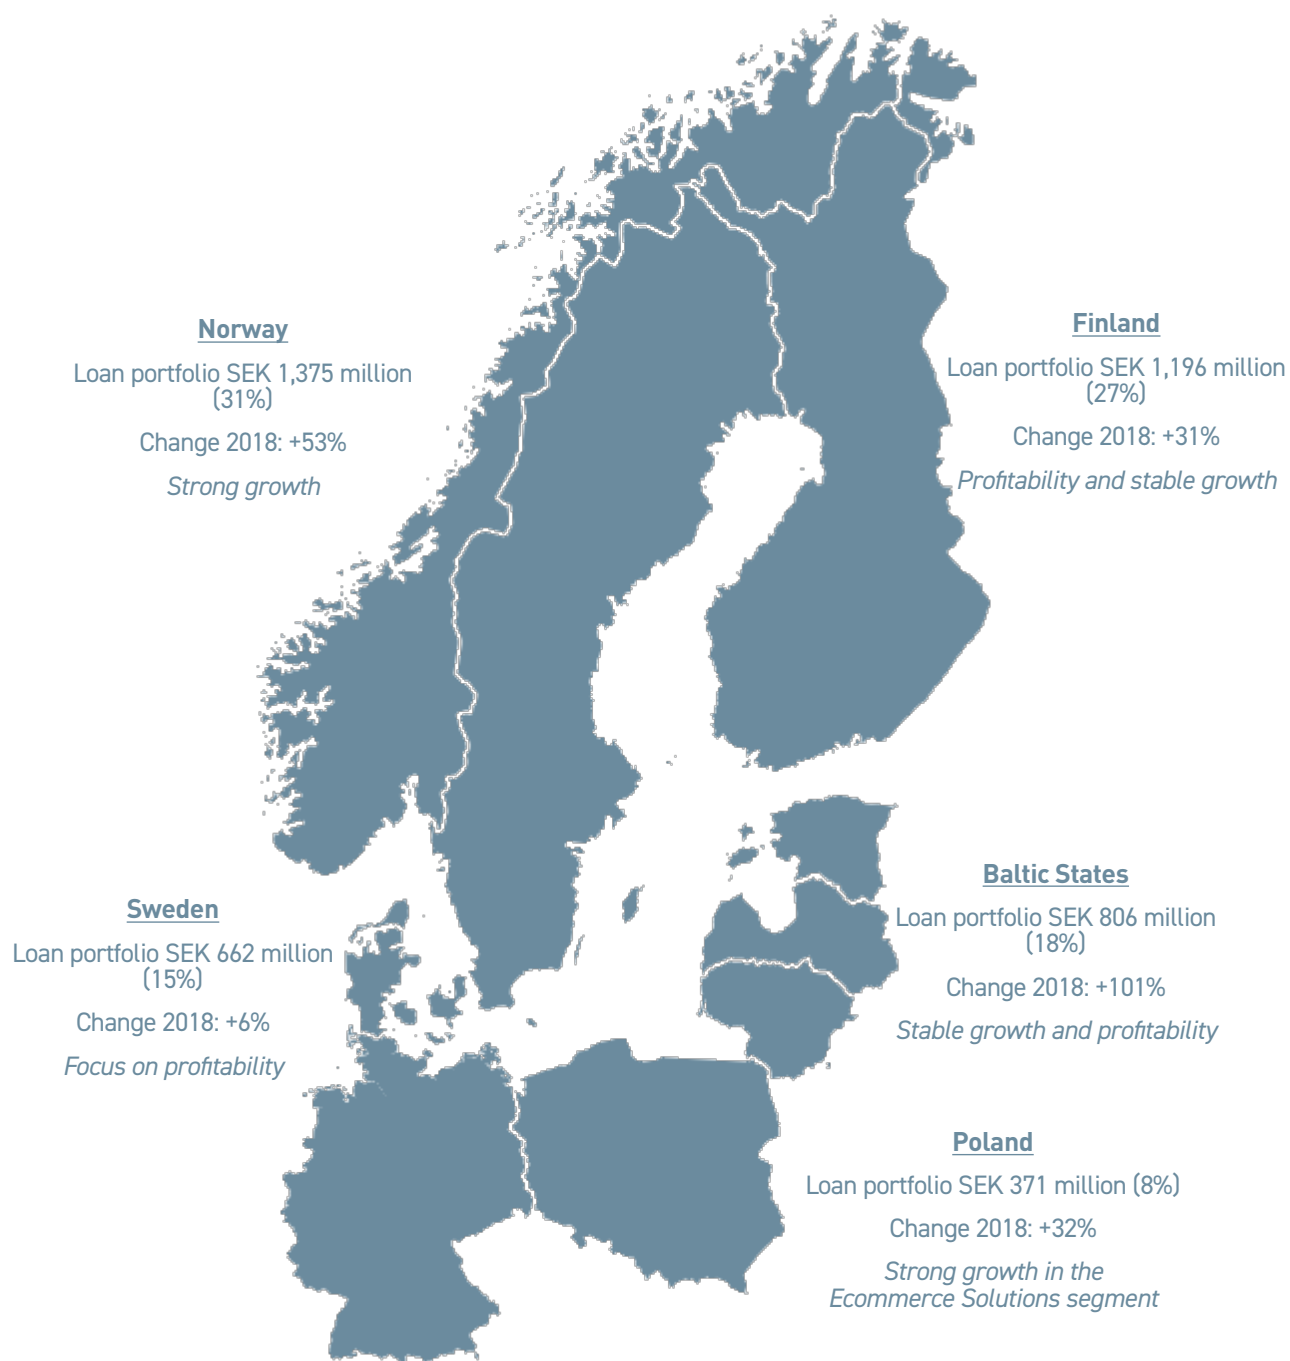 Norway
Loan portfolio SEK 1,375 million
(31%)
Change 2018: +53%
Strong growth
Finland
Loan portfolio SEK 1,196 million
(27%)
Change 2018: +31%
Profitability and stable growth
Sweden
Loan portfolio SEK 662 million
(15%)
Change 2018: +6%
Focus on profitability
Baltic States
Loan portfolio SEK 806 million
(18%)
Change 2018: +101%
Stable growth and profitability
Poland
Loan portfolio SEK 371 million (8%)
Change 2018: +32%
Strong growth in the
Ecommerce Solutions segment